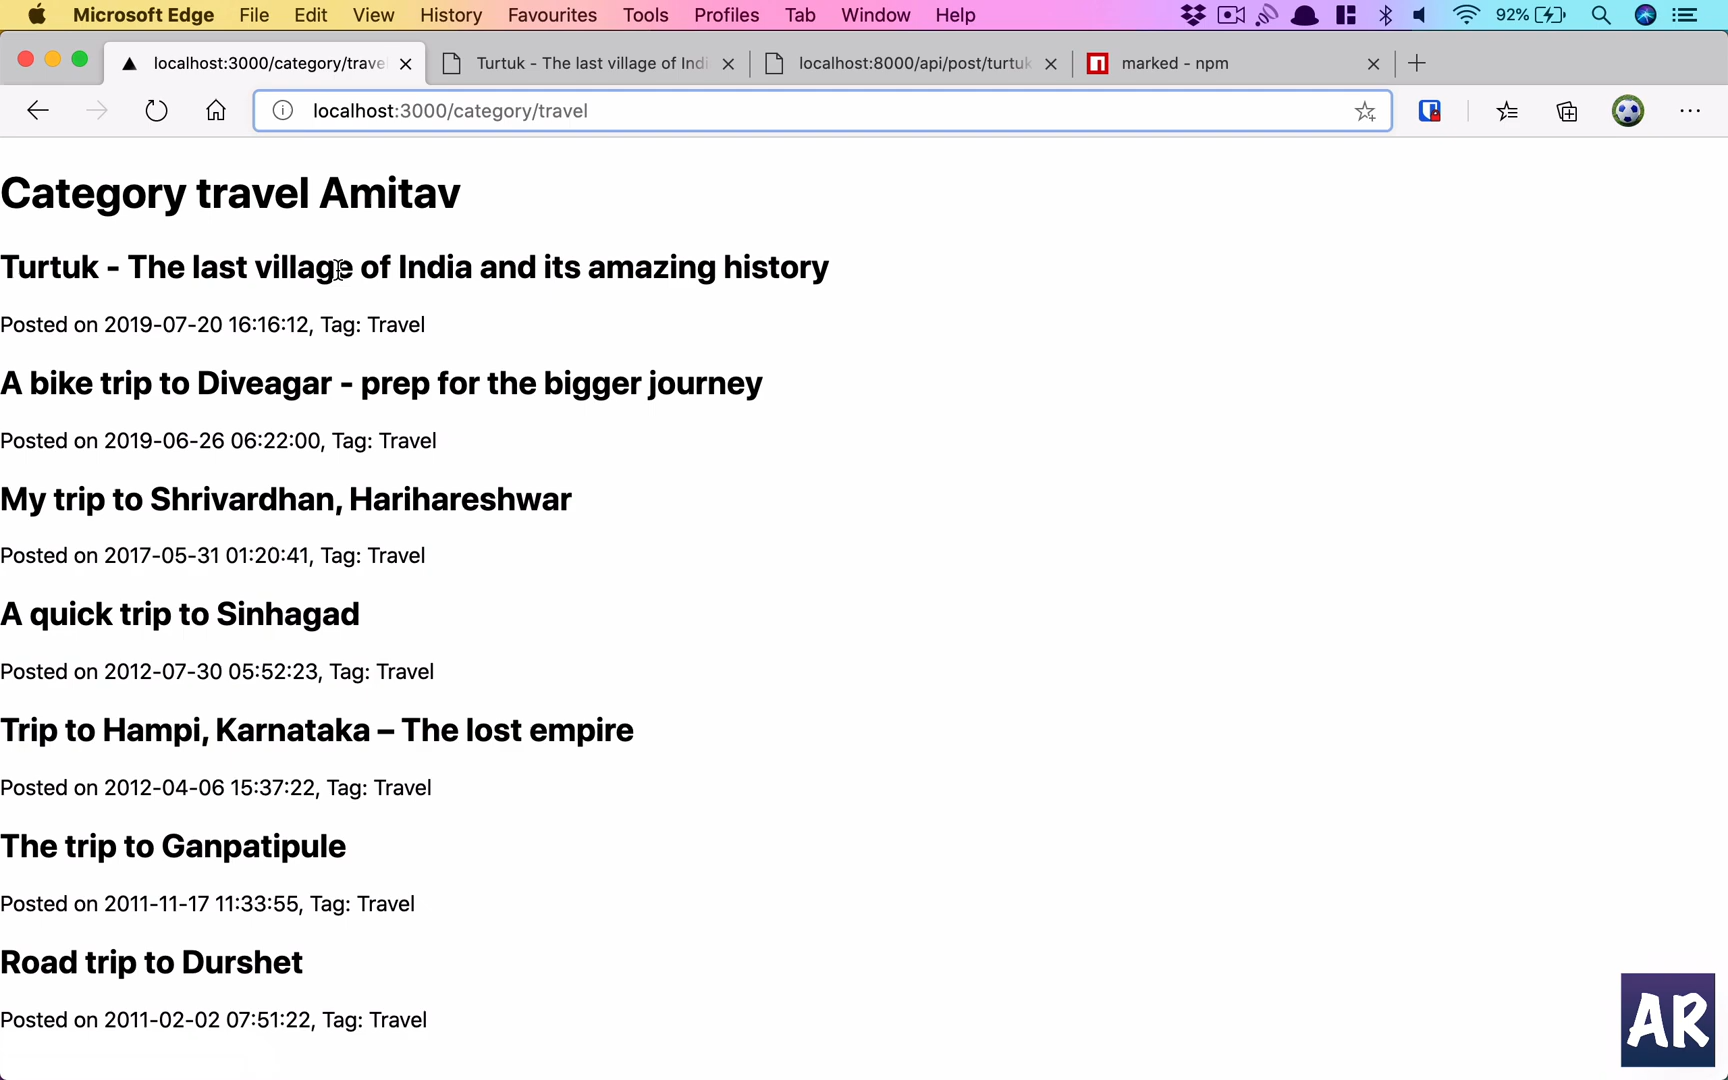 Microsoft Edge File Edit View History Favourites Tools Profiles Tab Window Help 92%
localhost:3000/category/trave Turtuk - The last village of Indi localhost:8000/api/post/turtuk marked - npm
localhost:3000/category/travel
Category travel Amitav
Turtuk - The last village of India and its amazing history
Posted on 2019-07-20 16:16:12, Tag: Travel
A bike trip to Diveagar - prep for the bigger journey
Posted on 2019-06-26 06:22:00, Tag: Travel
My trip to Shrivardhan, Harihareshwar
Posted on 2017-05-31 01:20:41, Tag: Travel
A quick trip to Sinhagad
Posted on 2012-07-30 05:52:23, Tag: Travel
Trip to Hampi, Karnataka – The lost empire
Posted on 2012-04-06 15:37:22, Tag: Travel
The trip to Ganpatipule
Posted on 2011-11-17 11:33:55, Tag: Travel
Road trip to Durshet
Posted on 2011-02-02 07:51:22, Tag: Travel
AR